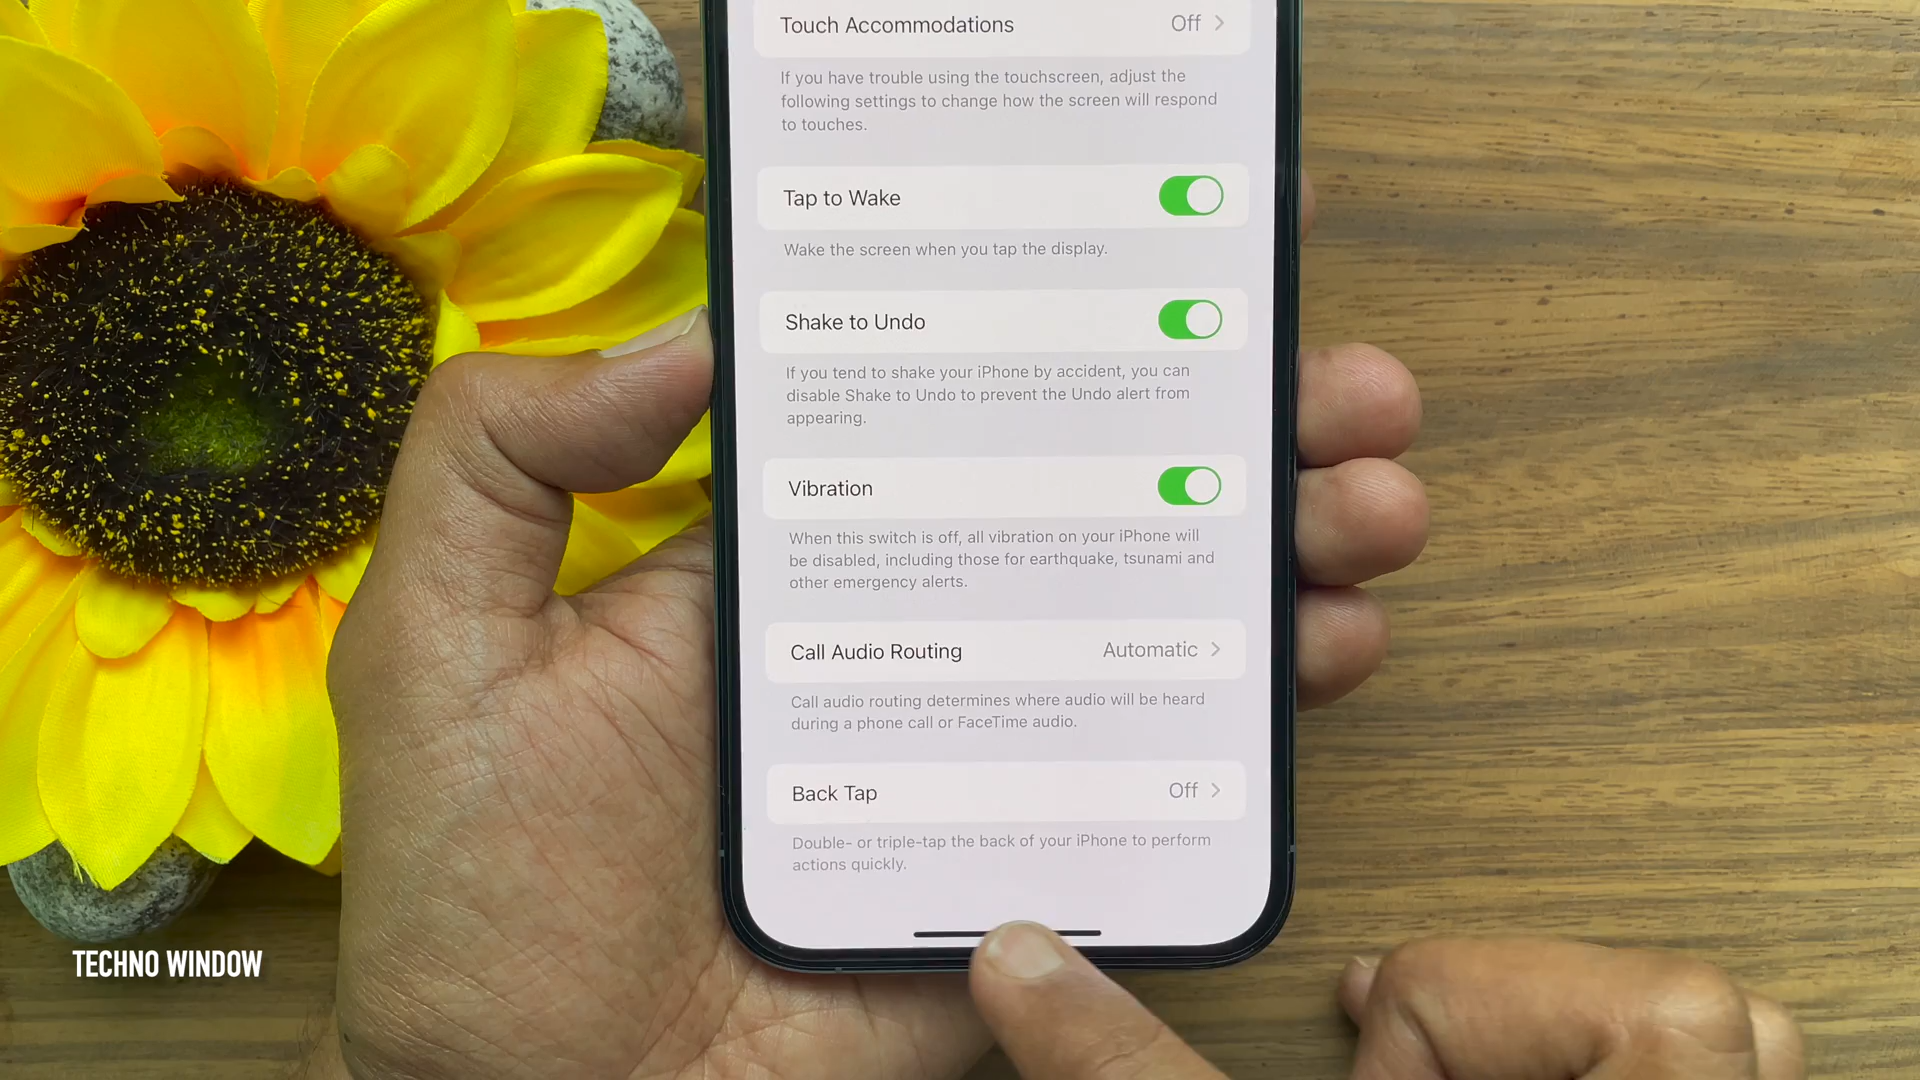 Touch Accommodations Off
If you have trouble using the touchscreen, adjust the
following settings to change how the screen will respond
to touches.
Tap to Wake
Wake the screen when you tap the display.
Shake to Undo
If you tend to shake your iPhone by accident, you can
disable Shake to Undo to prevent the Undo alert from
appearing.
Vibration
When this switch is off, all vibration on your iPhone will
be disabled, including those for earthquake, tsunami and
other emergency alerts.
Call Audio Routing Automatic
Call audio routing determines where audio will be heard
during a phone call or FaceTime audio.
Back Tap Off
Double- or triple-tap the back of your iPhone to perform
actions quickly.
TECHNO WINDOW